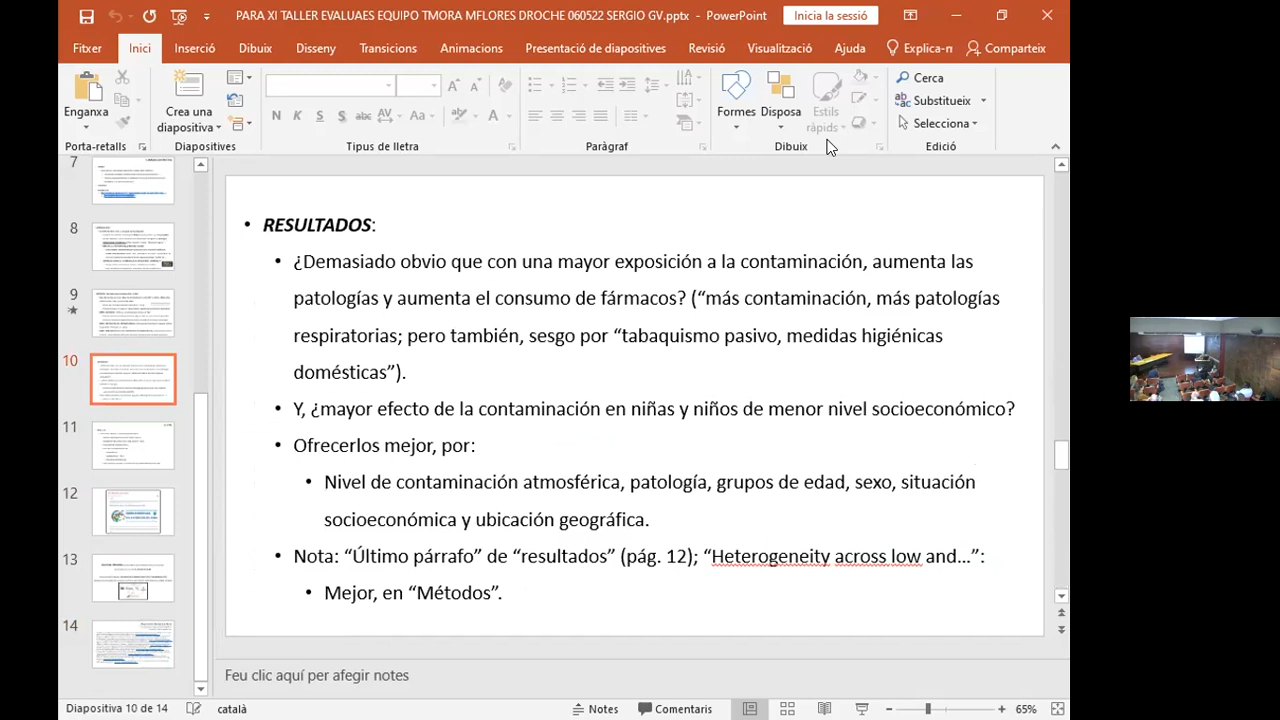 PARA XI TALLER EVALUAES EQUIPO TMORA MFLORES DROCHE 060522 SERGIO GV.pptx - PowerPoint
Inicia la sessió
Fitxer Inici Inserció Dibuix Disseny Transicions Animacions Presentació de diapositives Revisió Visualització Ajuda Explica-m Comparteix
Enganxa
Crea una diapositiva
Formes Disposa Estils ràpids
Cerca
Substitueix
Selecciona
Porta-retalls Diapositives Tipus de lletra Paràgraf Dibuix Edició
7
8
9
10
11
12
13
14
• RESULTADOS:
• ¿Demasiado obvio que con una mayor exposición a la contaminación, aumenta las
patologías y aumenta el consumo de fármacos? (“más contaminación, más patologías
respiratorias; pero también, sesgo por “tabaquismo pasivo, medidas higiénicas
domésticas”).
• Y, ¿mayor efecto de la contaminación en niñas y niños de menor nivel socioeconómico?
• Ofrecerlos mejor, por:
• Nivel de contaminación atmosférica, patología, grupos de edad, sexo, situación
socioeconómica y ubicación geográfica.
• Nota: “Último párrafo” de “resultados” (pág. 12); “Heterogeneity across low and…”:
• Mejor, en “Métodos”.
Feu clic aquí per afegir notes
Diapositiva 10 de 14 català Notes Comentaris 65%